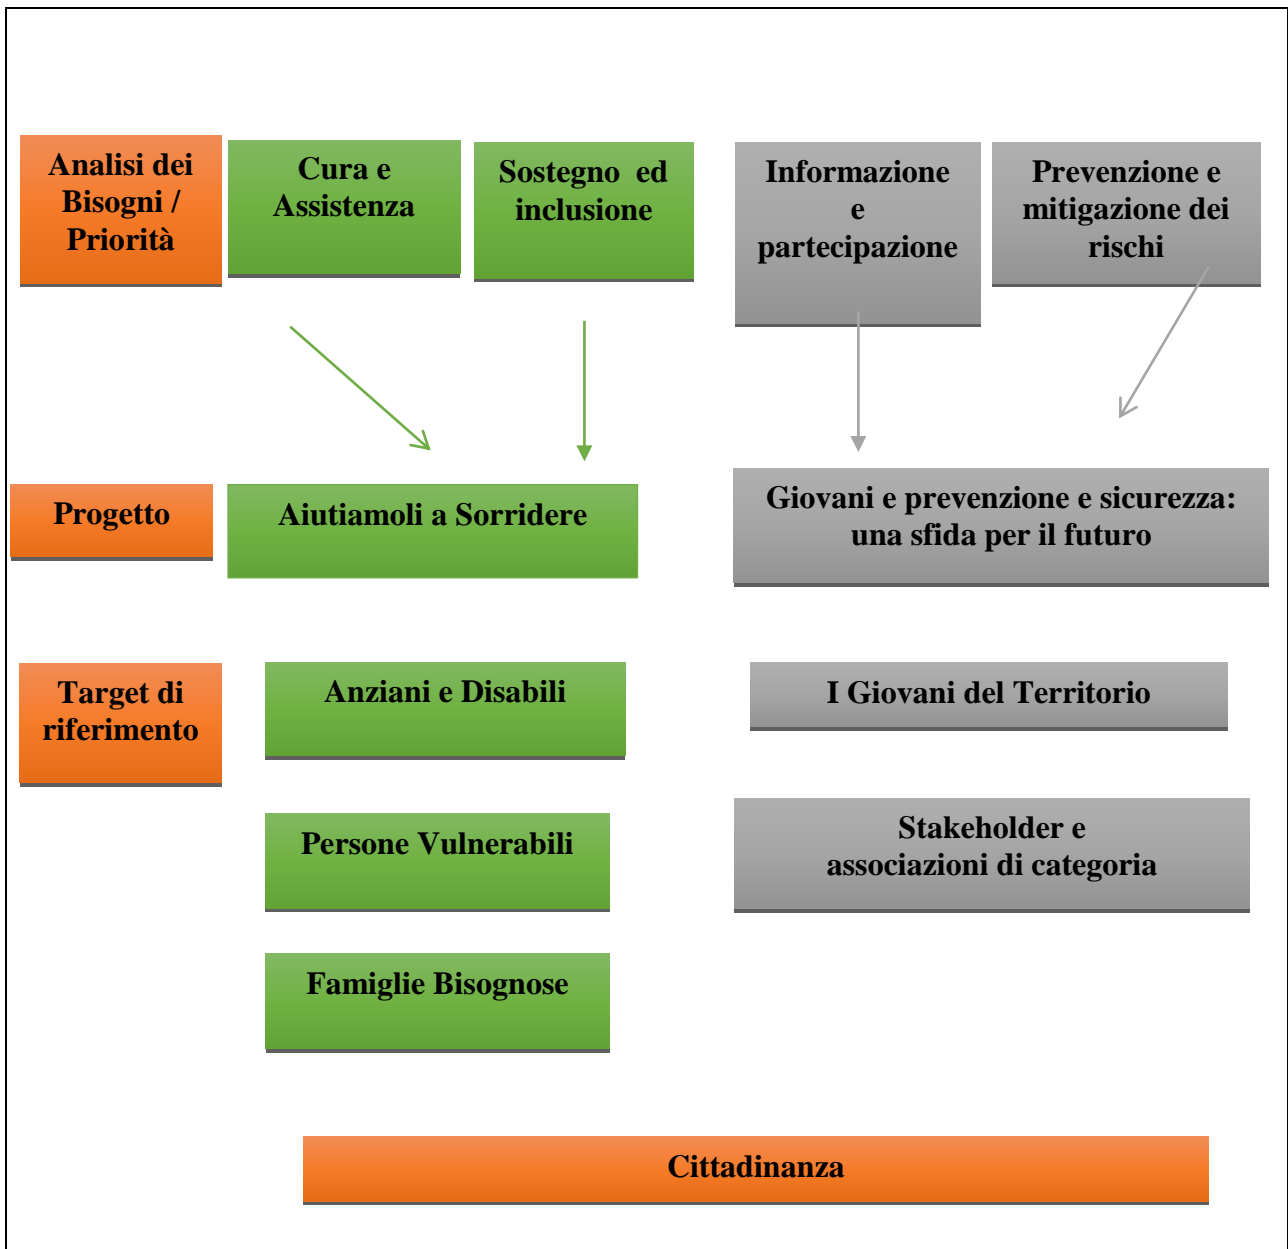 Analisi dei
Bisogni /
Priorità
Cura e
Assistenza
Sostegno ed
inclusione
Informazione
e
partecipazione
Prevenzione e
mitigazione dei
rischi
Progetto
Aiutiamoli a Sorridere
Giovani e prevenzione e sicurezza:
una sfida per il futuro
Target di
riferimento
Anziani e Disabili
I Giovani del Territorio
Persone Vulnerabili
Stakeholder e
associazioni di categoria
Famiglie Bisognose
Cittadinanza